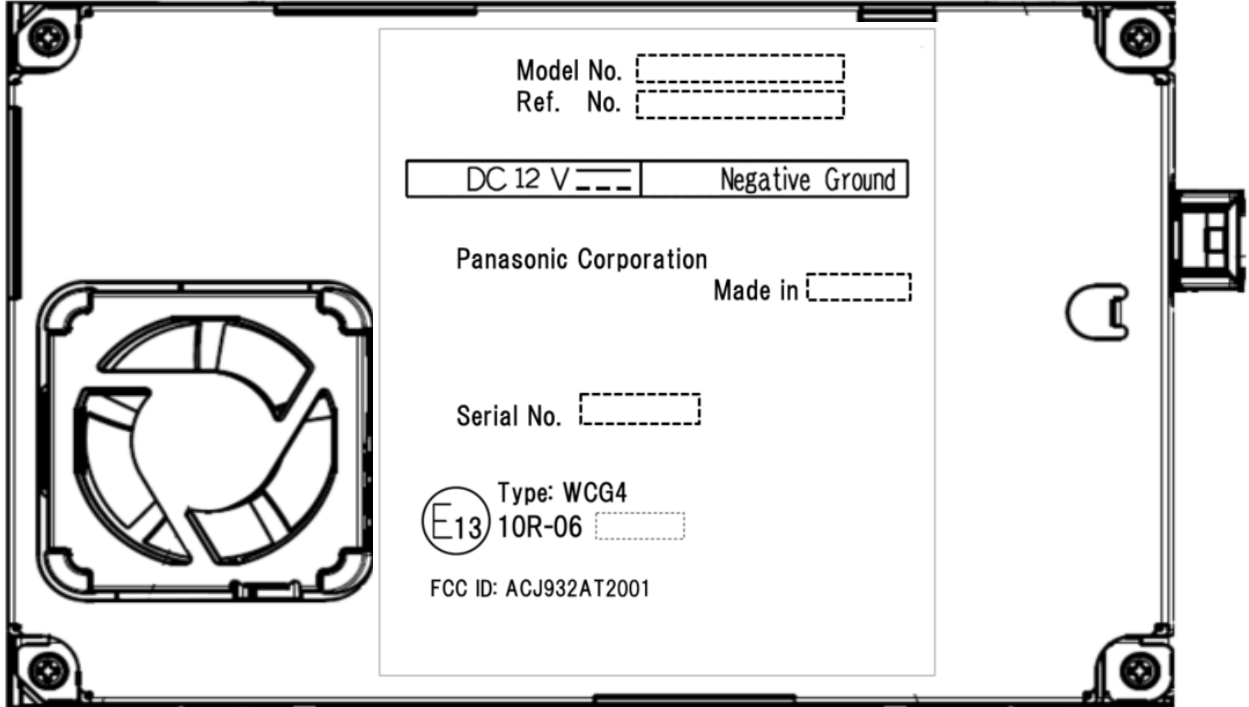 Model No.
Ref. No.
DC 12 V Negative Ground
Panasonic Corporation
Made in
Serial No.
Type: WCG4
E13 10R-06
FCC ID: ACJ932AT2001